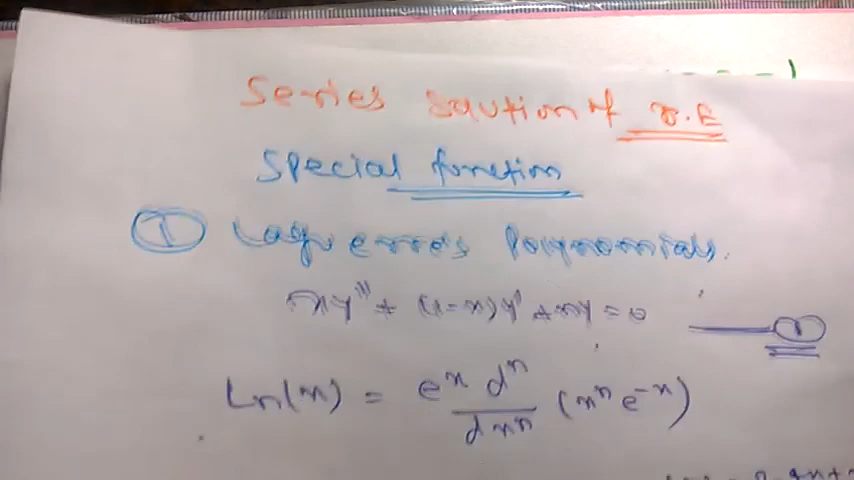 Series Solution of D.E
Special function
① Laguerre's Polynomials.
xy'' + (1-x)y' + ny = 0 ①
Ln(x) = e^x d^n/dx^n (x^n e^-x)